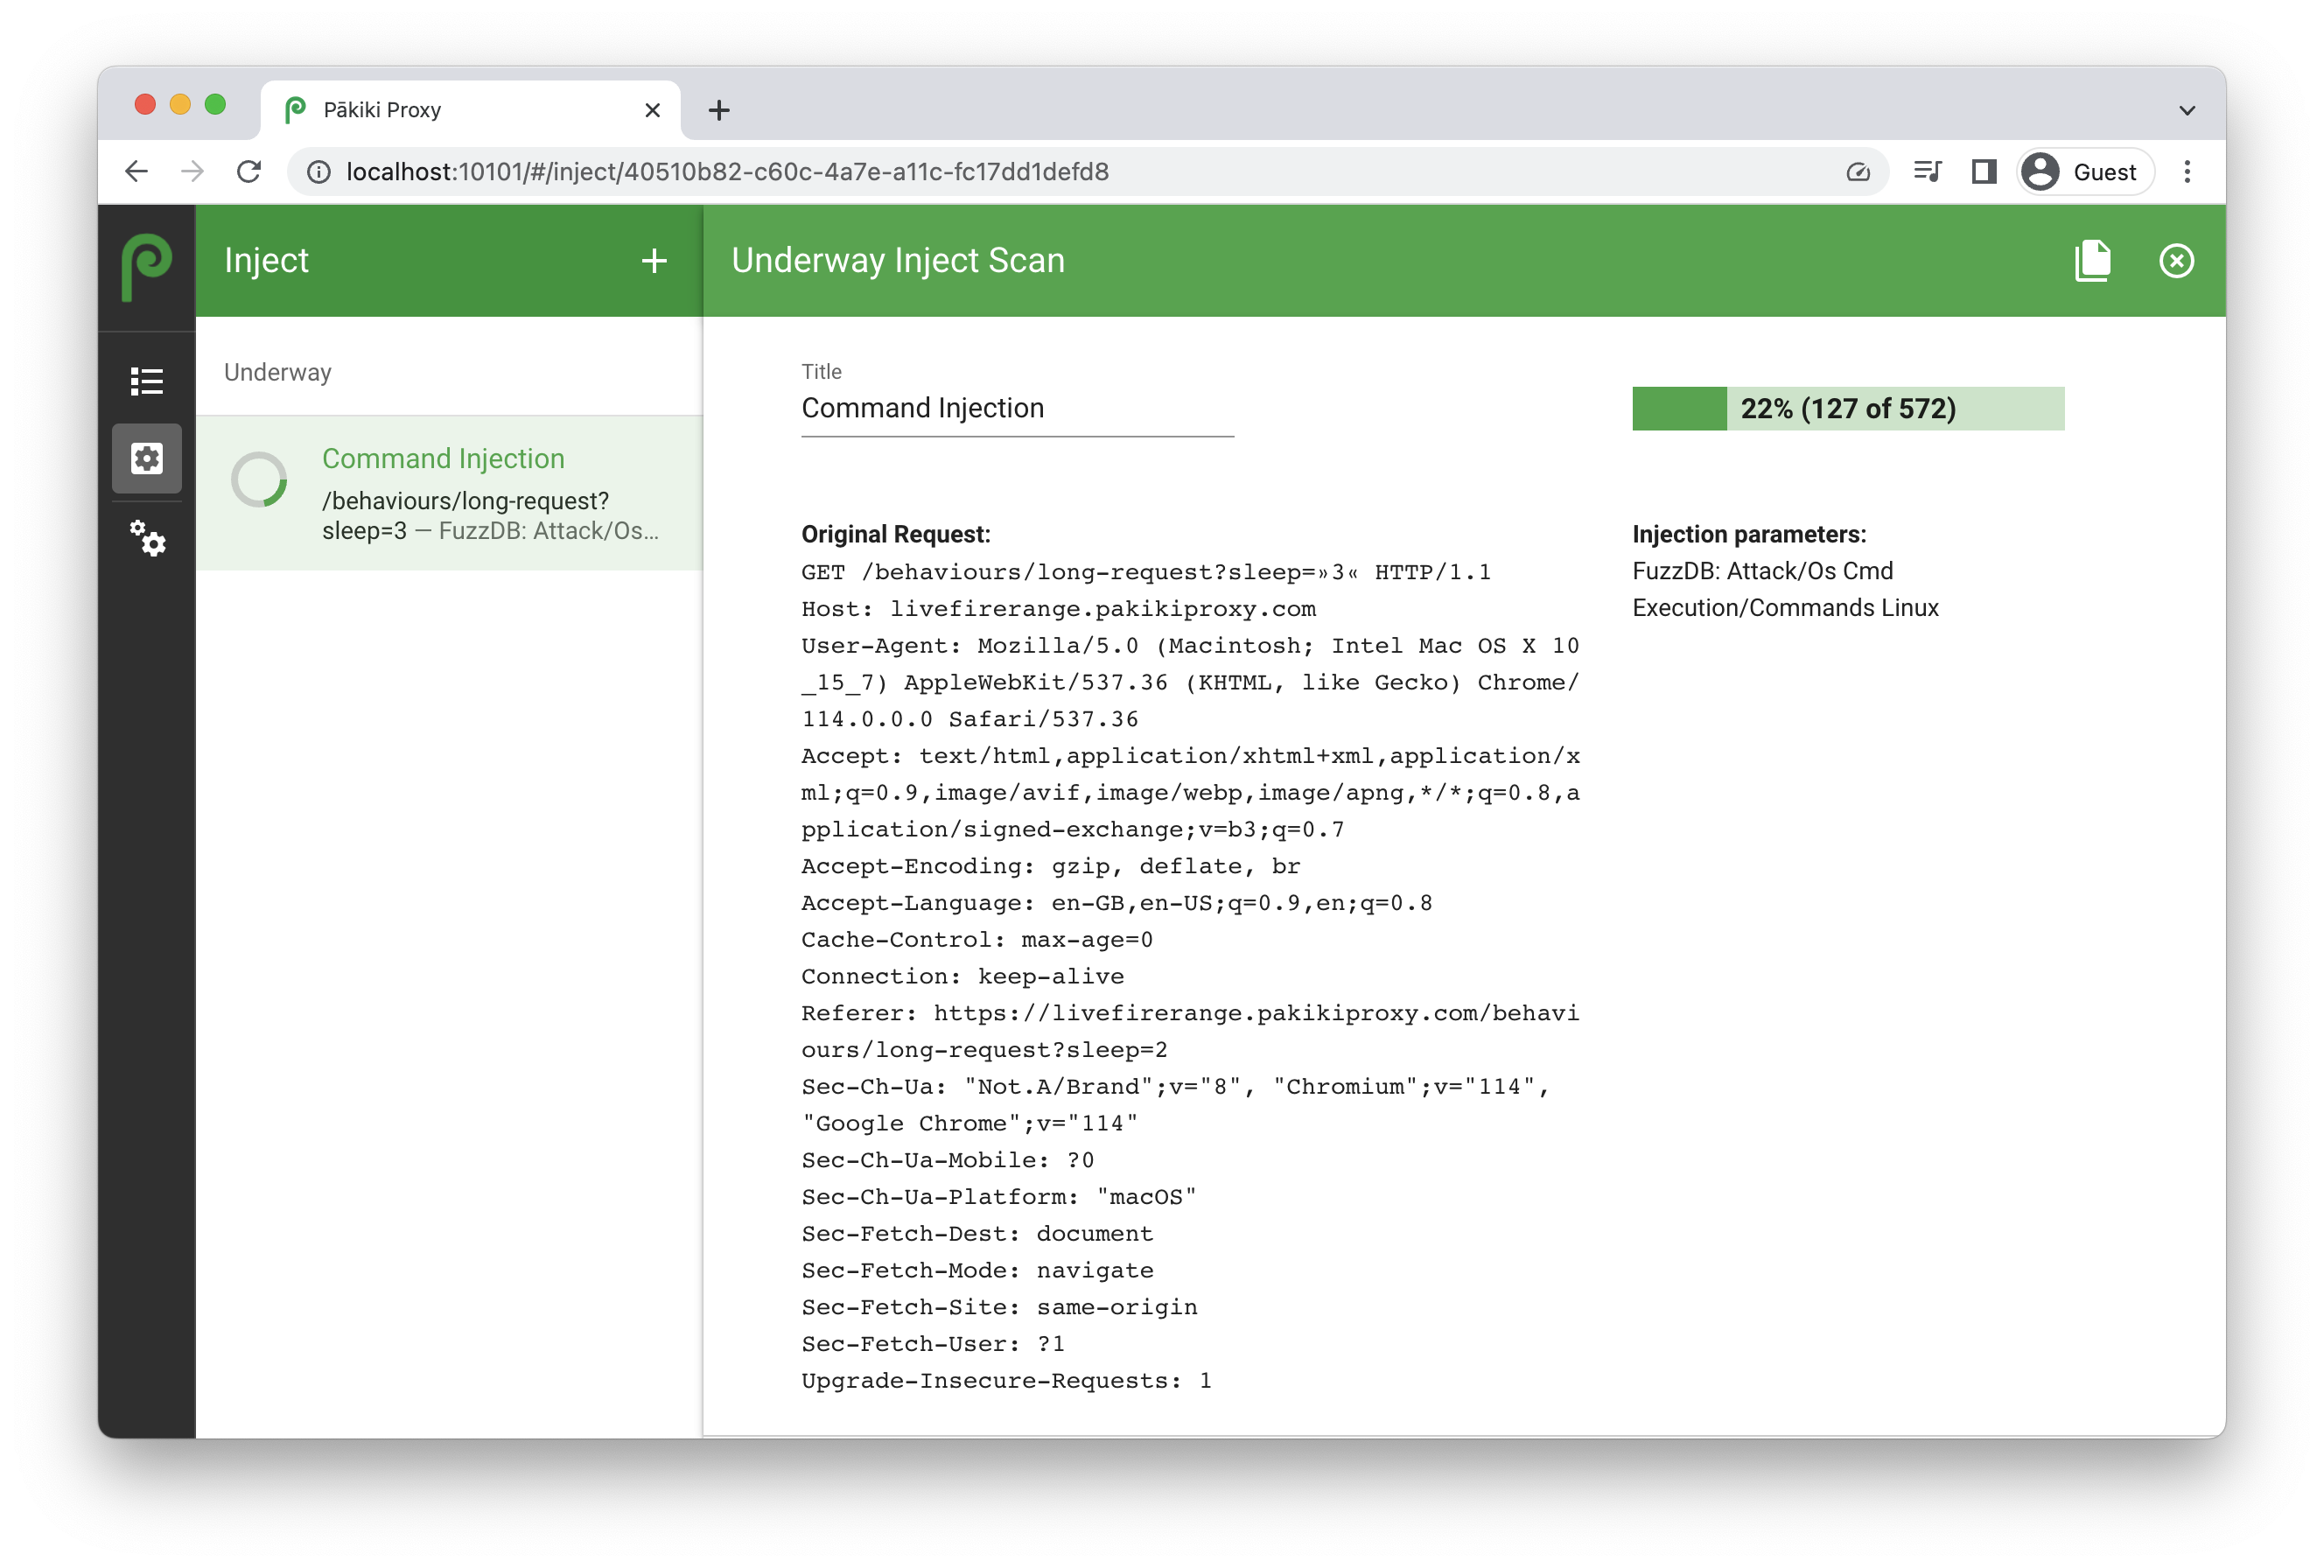 Pākiki Proxy
localhost:10101/#/inject/40510b82-c60c-4a7e-a11c-fc17dd1defd8
Guest
Inject
Underway Inject Scan
Underway
Command Injection
/behaviours/long-request?
sleep=3 — FuzzDB: Attack/Os...
Title
Command Injection
22% (127 of 572)
Original Request:
GET /behaviours/long-request?sleep=»3« HTTP/1.1
Host: livefirerange.pakikiproxy.com
User-Agent: Mozilla/5.0 (Macintosh; Intel Mac OS X 10
_15_7) AppleWebKit/537.36 (KHTML, like Gecko) Chrome/
114.0.0.0 Safari/537.36
Accept: text/html,application/xhtml+xml,application/x
ml;q=0.9,image/avif,image/webp,image/apng,*/*;q=0.8,a
pplication/signed-exchange;v=b3;q=0.7
Accept-Encoding: gzip, deflate, br
Accept-Language: en-GB,en-US;q=0.9,en;q=0.8
Cache-Control: max-age=0
Connection: keep-alive
Referer: https://livefirerange.pakikiproxy.com/behavi
ours/long-request?sleep=2
Sec-Ch-Ua: "Not.A/Brand";v="8", "Chromium";v="114",
"Google Chrome";v="114"
Sec-Ch-Ua-Mobile: ?0
Sec-Ch-Ua-Platform: "macOS"
Sec-Fetch-Dest: document
Sec-Fetch-Mode: navigate
Sec-Fetch-Site: same-origin
Sec-Fetch-User: ?1
Upgrade-Insecure-Requests: 1
Injection parameters:
FuzzDB: Attack/Os Cmd
Execution/Commands Linux